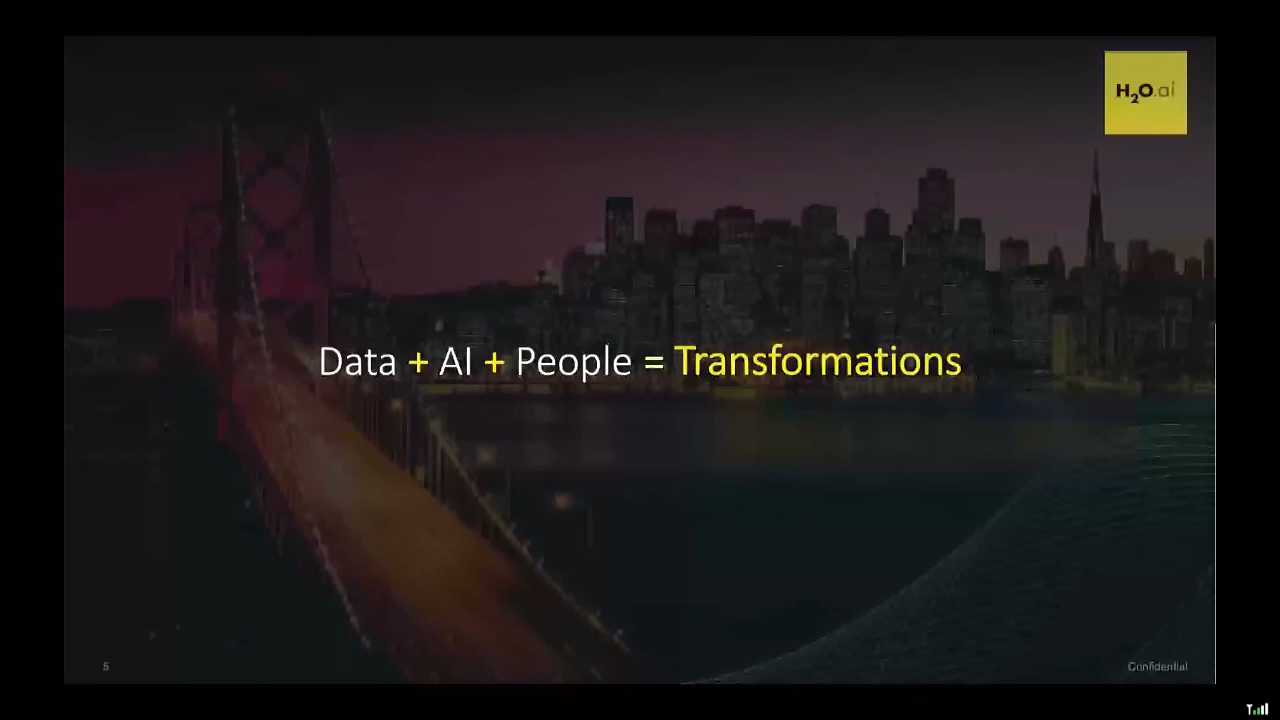 H2O.ai
Data + AI + People = Transformations
5
Confidential